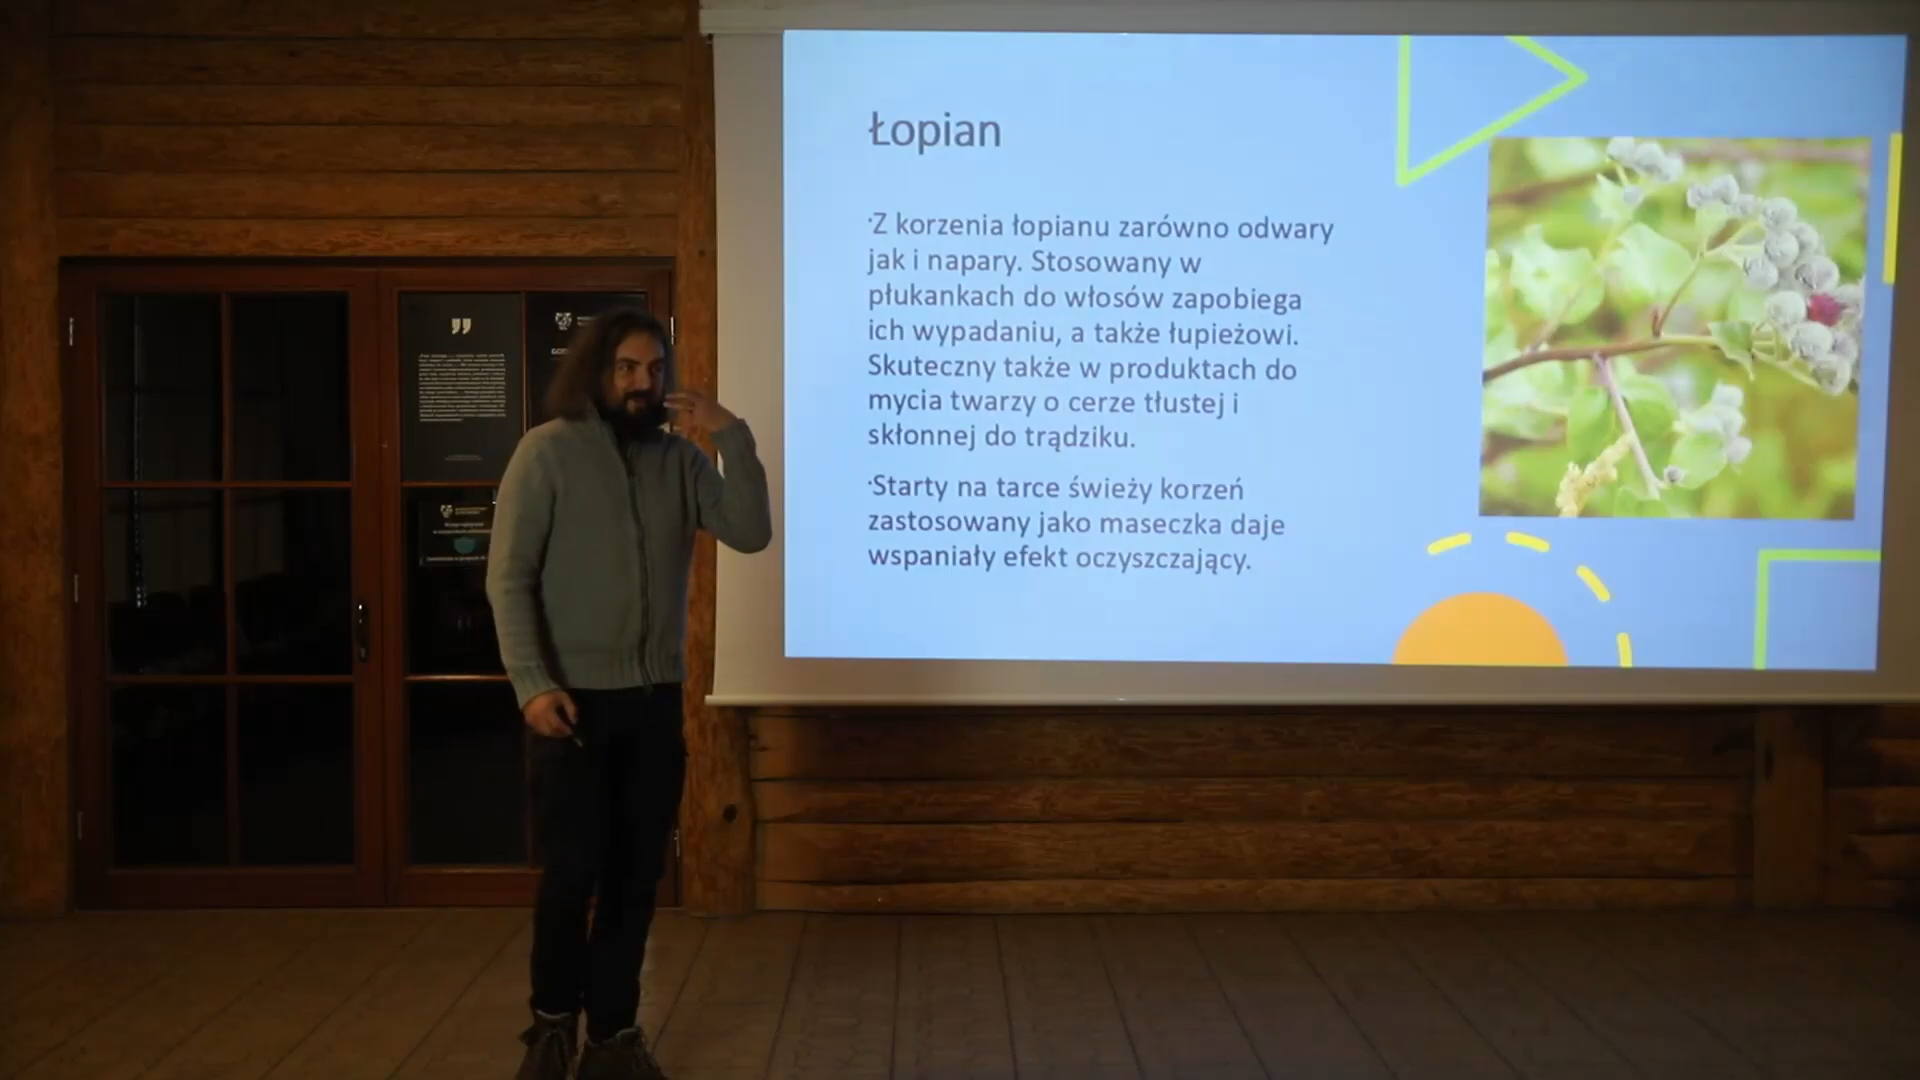 Łopian
·Z korzenia łopianu zarówno odwary
jak i napary. Stosowany w
płukankach do włosów zapobiega
ich wypadaniu, a także łupieżowi.
Skuteczny także w produktach do
mycia twarzy o cerze tłustej i
skłonnej do trądziku.
·Starty na tarce świeży korzeń
zastosowany jako maseczka daje
wspaniały efekt oczyszczający.